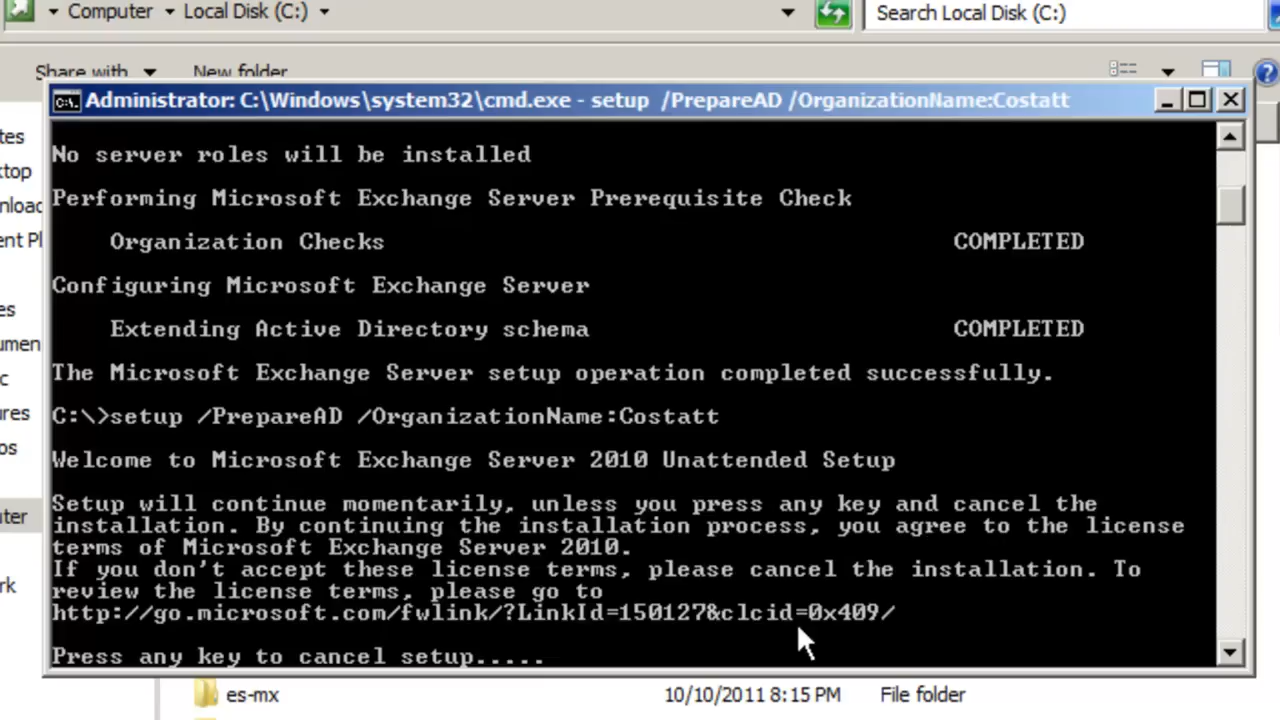 Computer Local Disk (C:) Search Local Disk (C:)
Share with New folder
Administrator: C:\Windows\system32\cmd.exe - setup /PrepareAD /OrganizationName:Costatt
No server roles will be installed
Performing Microsoft Exchange Server Prerequisite Check
Organization Checks COMPLETED
Configuring Microsoft Exchange Server
Extending Active Directory schema COMPLETED
The Microsoft Exchange Server setup operation completed successfully.
C:\>setup /PrepareAD /OrganizationName:Costatt
Welcome to Microsoft Exchange Server 2010 Unattended Setup
Setup will continue momentarily, unless you press any key and cancel the
installation. By continuing the installation process, you agree to the license
terms of Microsoft Exchange Server 2010.
If you don't accept these license terms, please cancel the installation. To
review the license terms, please go to
http://go.microsoft.com/fwlink/?LinkId=150127&clcid=0x409/
Press any key to cancel setup.....
es-mx 10/10/2011 8:15 PM File folder